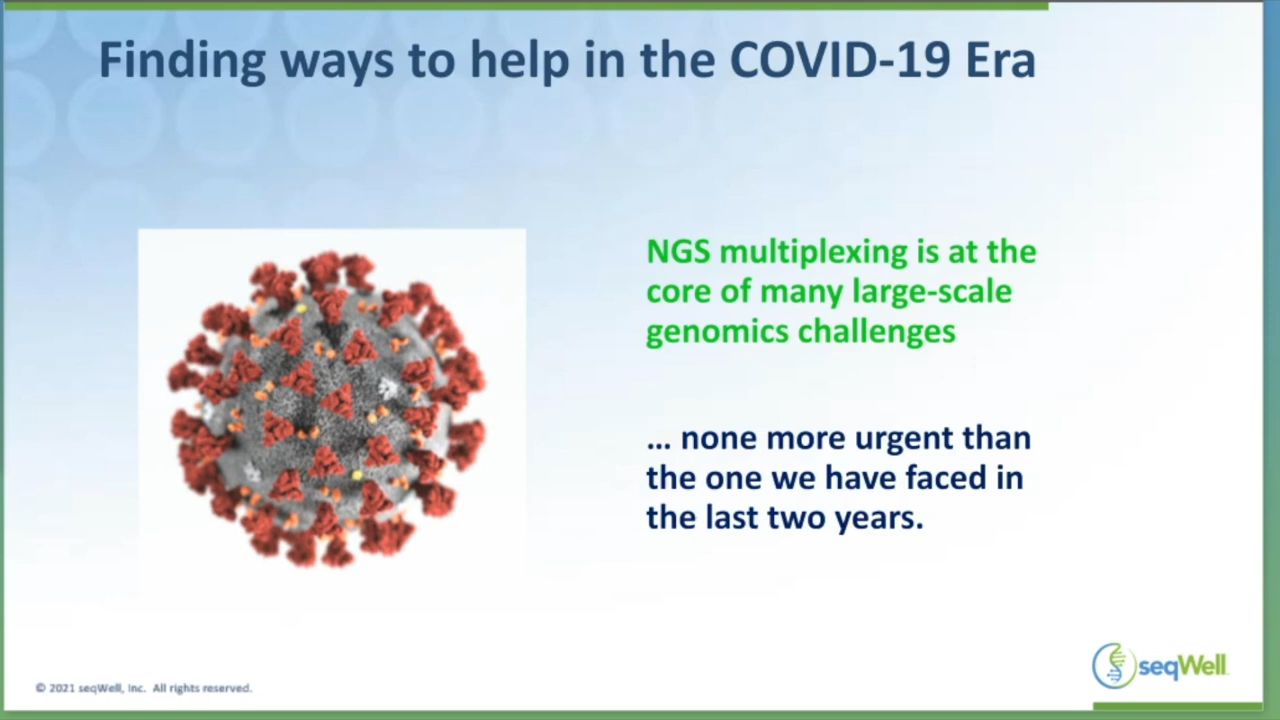 Finding ways to help in the COVID-19 Era
NGS multiplexing is at the
core of many large-scale
genomics challenges
... none more urgent than
the one we have faced in
the last two years.
© 2021 seqWell, Inc. All rights reserved.
seqWell